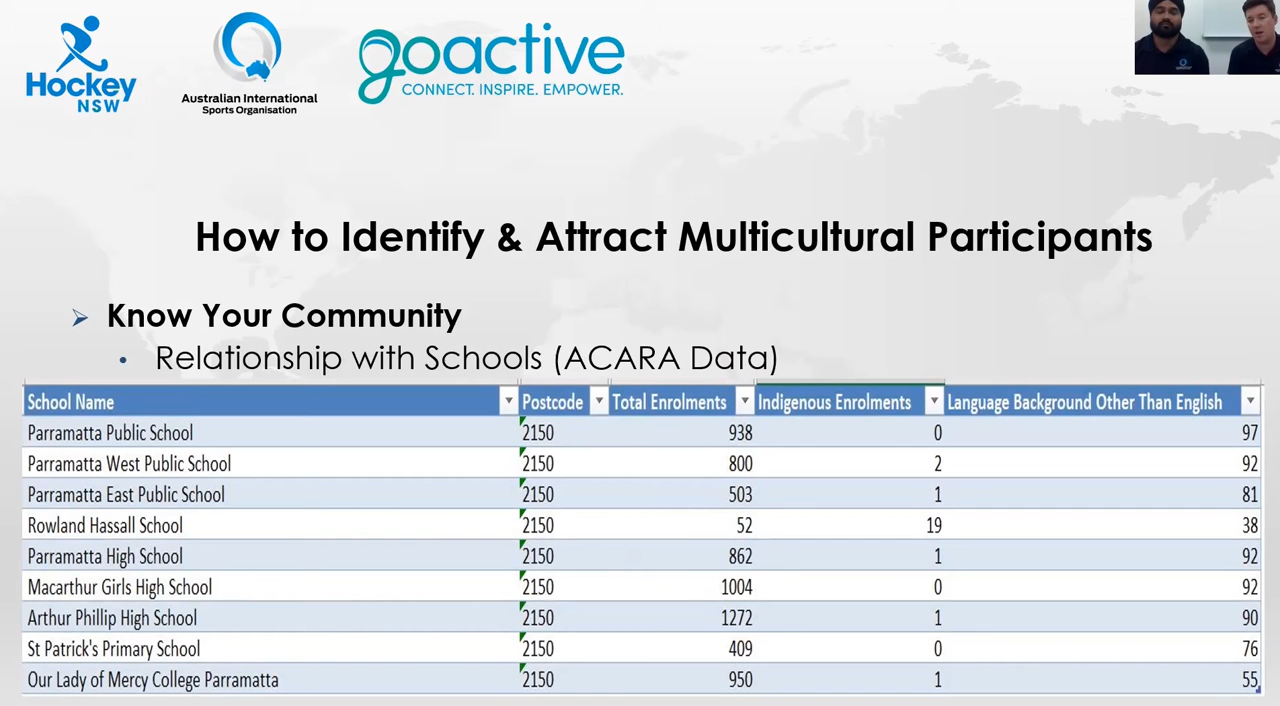 Hockey
NSW
Australian International
Sports Organisation
goactive
CONNECT. INSPIRE. EMPOWER.
How to Identify & Attract Multicultural Participants
Know Your Community
Relationship with Schools (ACARA Data)
School Name Postcode Total Enrolments Indigenous Enrolments Language Background Other Than English
Parramatta Public School 2150 938 0 97
Parramatta West Public School 2150 800 2 92
Parramatta East Public School 2150 503 1 81
Rowland Hassall School 2150 52 19 38
Parramatta High School 2150 862 1 92
Macarthur Girls High School 2150 1004 0 92
Arthur Phillip High School 2150 1272 1 90
St Patrick's Primary School 2150 409 0 76
Our Lady of Mercy College Parramatta 2150 950 1 55